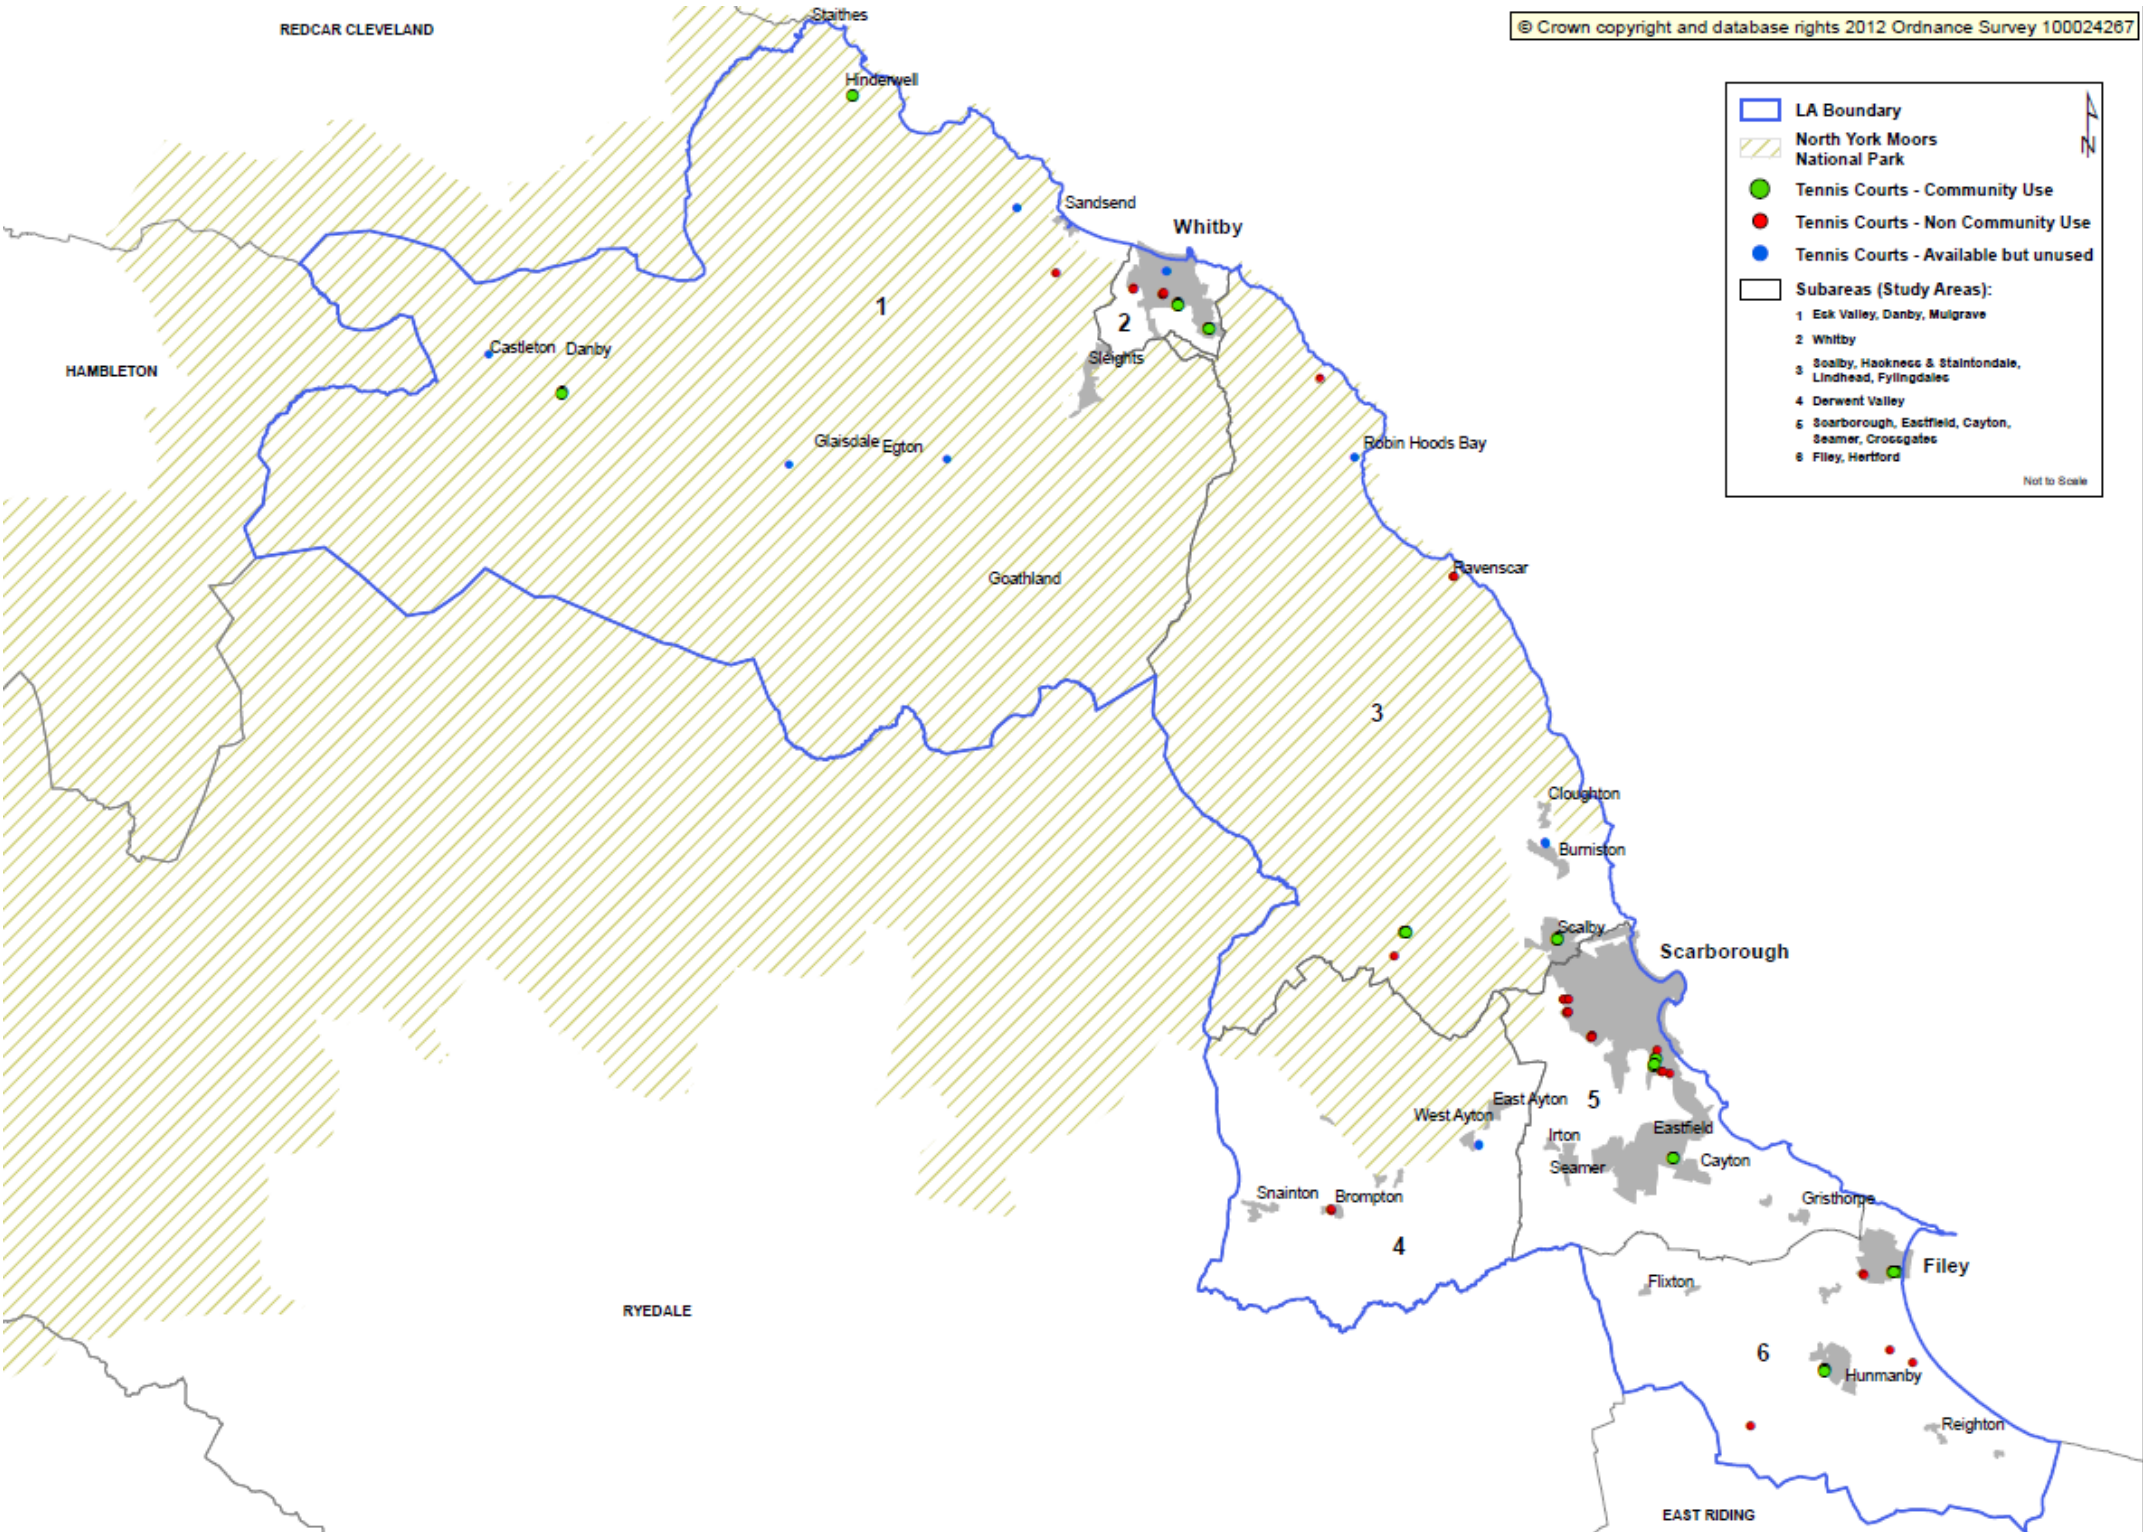 © Crown copyright and database rights 2012 Ordnance Survey 100024267
REDCAR CLEVELAND
Staithes
Hinderwell
LA Boundary
North York Moors
National Park
Tennis Courts - Community Use
Tennis Courts - Non Community Use
Tennis Courts - Available but unused
Subareas (Study Areas):
1 Esk Valley, Danby, Mulgrave
2 Whitby
3 Scalby, Hackness & Staintondale,
Lindhead, Fylingdales
4 Derwent Valley
5 Scarborough, Eastfield, Cayton,
Seamer, Crossgates
6 Filey, Hertford
Not to Scale
N
Sandsend
Whitby
1
2
Castleton
Danby
Sleights
HAMBLETON
Glaisdale
Egton
Robin Hoods Bay
Ravenscar
Goathland
3
Cloughton
Burniston
Scalby
Scarborough
East Ayton
5
West Ayton
Eastfield
Irton
Seamer
Cayton
Snainton
Brompton
Gristhorpe
4
Filey
Flixton
RYEDALE
6
Hunmanby
Reighton
EAST RIDING